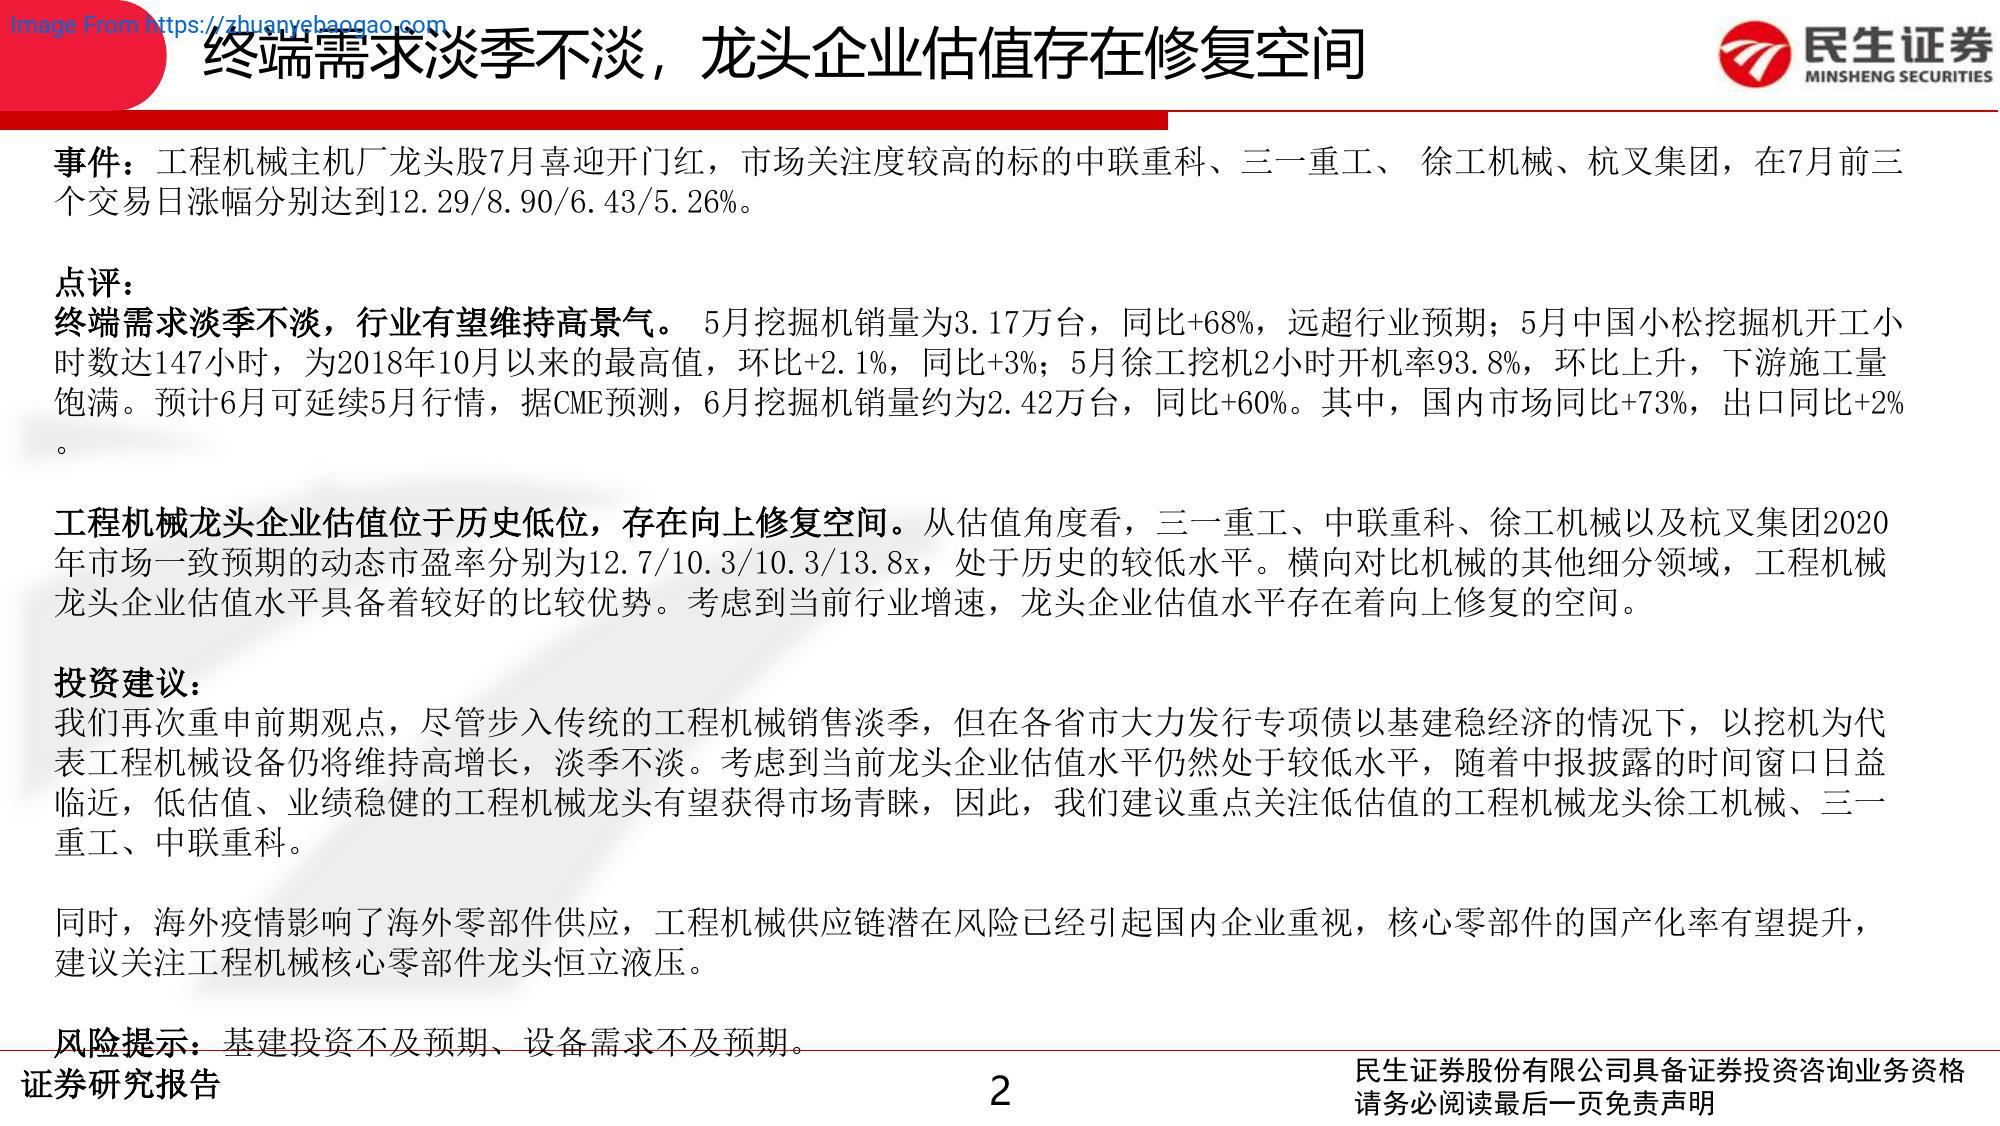 Image From https://zhuanyebaogao.com
终端需求淡季不淡，龙头企业估值存在修复空间
民生证券
MINSHENG SECURITIES
事件：工程机械主机厂龙头股7月喜迎开门红，市场关注度较高的标的中联重科、三一重工、 徐工机械、杭叉集团，在7月前三
个交易日涨幅分别达到12.29/8.90/6.43/5.26%。
点评：
终端需求淡季不淡，行业有望维持高景气。 5月挖掘机销量为3.17万台，同比+68%，远超行业预期；5月中国小松挖掘机开工小
时数达147小时，为2018年10月以来的最高值，环比+2.1%，同比+3%；5月徐工挖机2小时开机率93.8%，环比上升，下游施工量
饱满。预计6月可延续5月行情，据CME预测，6月挖掘机销量约为2.42万台，同比+60%。其中，国内市场同比+73%，出口同比+2%
。
工程机械龙头企业估值位于历史低位，存在向上修复空间。从估值角度看，三一重工、中联重科、徐工机械以及杭叉集团2020
年市场一致预期的动态市盈率分别为12.7/10.3/10.3/13.8x，处于历史的较低水平。横向对比机械的其他细分领域，工程机械
龙头企业估值水平具备着较好的比较优势。考虑到当前行业增速，龙头企业估值水平存在着向上修复的空间。
投资建议：
我们再次重申前期观点，尽管步入传统的工程机械销售淡季，但在各省市大力发行专项债以基建稳经济的情况下，以挖机为代
表工程机械设备仍将维持高增长，淡季不淡。考虑到当前龙头企业估值水平仍然处于较低水平，随着中报披露的时间窗口日益
临近，低估值、业绩稳健的工程机械龙头有望获得市场青睐，因此，我们建议重点关注低估值的工程机械龙头徐工机械、三一
重工、中联重科。
同时，海外疫情影响了海外零部件供应，工程机械供应链潜在风险已经引起国内企业重视，核心零部件的国产化率有望提升，
建议关注工程机械核心零部件龙头恒立液压。
风险提示：基建投资不及预期、设备需求不及预期。
证券研究报告
2
民生证券股份有限公司具备证券投资咨询业务资格
请务必阅读最后一页免责声明